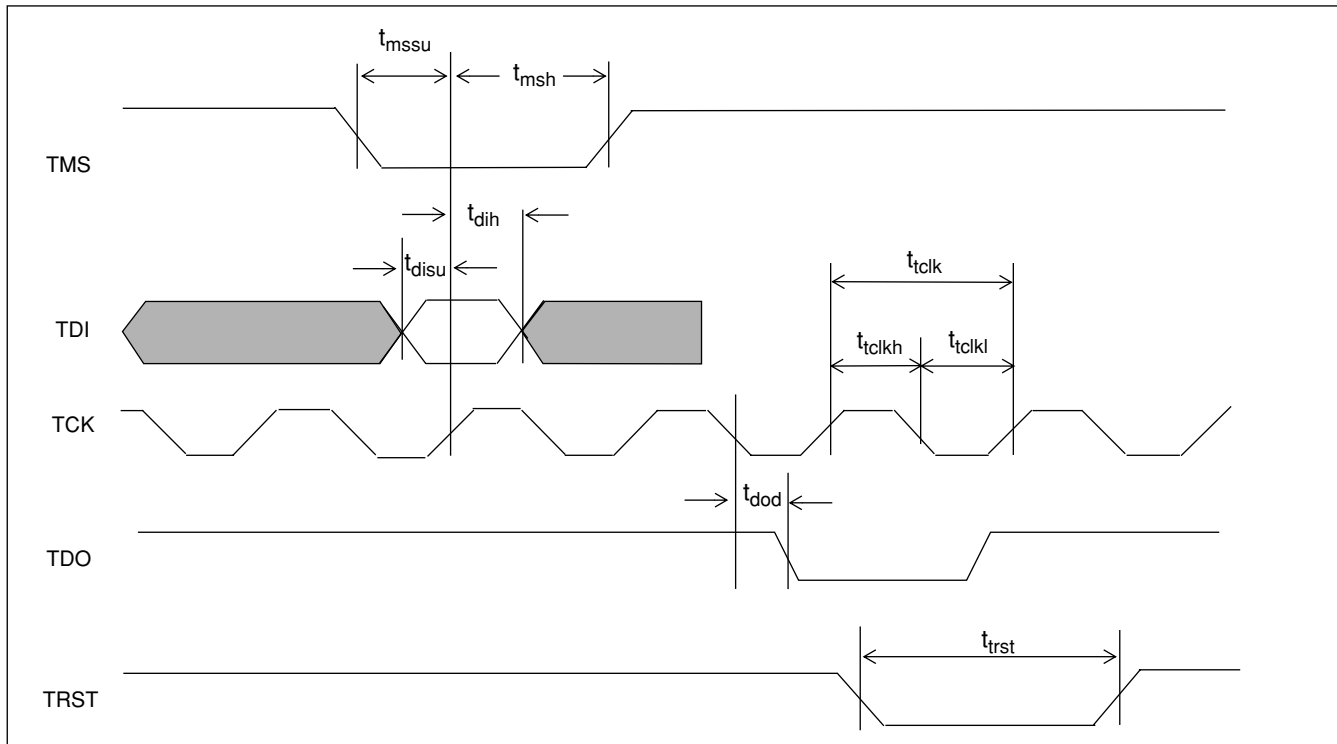 tmssu
tmsh
TMS
tdih
tdisu
ttclk
TDI
ttclkh
ttclkl
TCK
tdod
TDO
ttrst
TRST